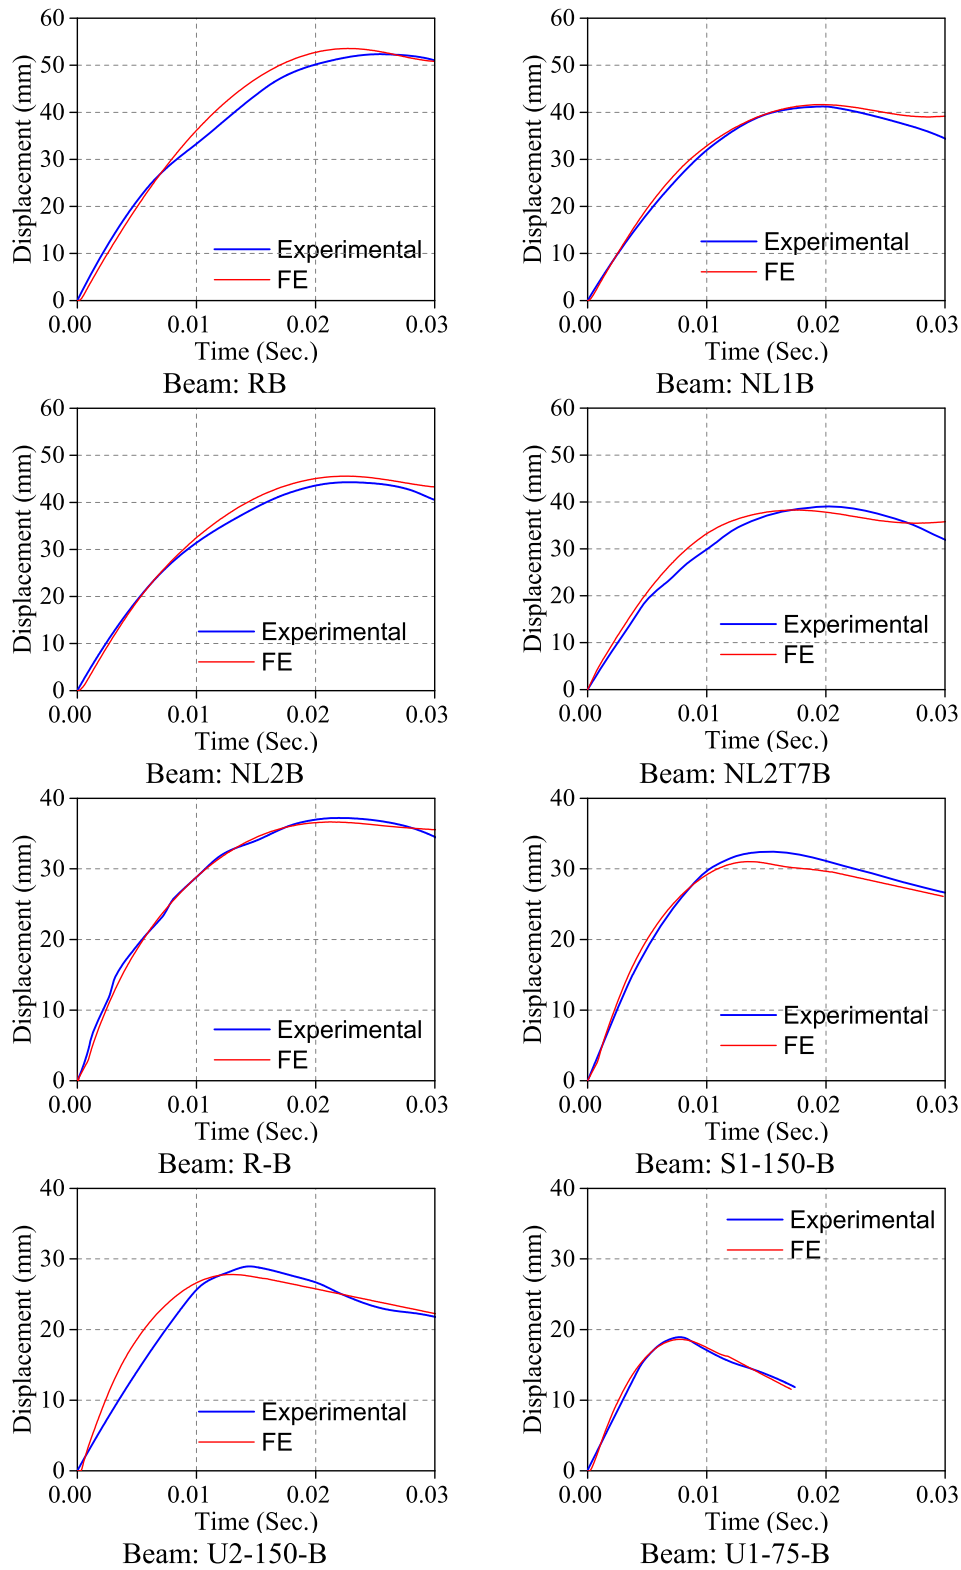 60
50
40
30
20
10
0
Displacement (mm)
Experimental
FE
0.00 0.01 0.02 0.03
Time (Sec.)
Beam: RB
60
50
40
30
20
10
0
Displacement (mm)
Experimental
FE
0.00 0.01 0.02 0.03
Time (Sec.)
Beam: NL1B
60
50
40
30
20
10
0
Displacement (mm)
Experimental
FE
0.00 0.01 0.02 0.03
Time (Sec.)
Beam: NL2B
60
50
40
30
20
10
0
Displacement (mm)
Experimental
FE
0.00 0.01 0.02 0.03
Time (Sec.)
Beam: NL2T7B
40
30
20
10
0
Displacement (mm)
Experimental
FE
0.00 0.01 0.02 0.03
Time (Sec.)
Beam: R-B
40
30
20
10
0
Displacement (mm)
Experimental
FE
0.00 0.01 0.02 0.03
Time (Sec.)
Beam: S1-150-B
40
30
20
10
0
Displacement (mm)
Experimental
FE
0.00 0.01 0.02 0.03
Time (Sec.)
Beam: U2-150-B
40
30
20
10
0
Displacement (mm)
Experimental
FE
0.00 0.01 0.02 0.03
Time (Sec.)
Beam: U1-75-B